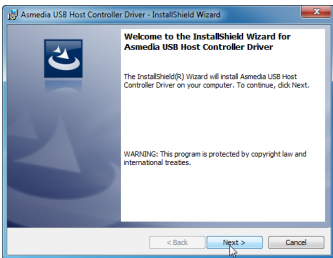 Asmedia USB Host Controller Driver - InstallShield Wizard
Welcome to the InstallShield Wizard for
Asmedia USB Host Controller Driver
The InstallShield(R) Wizard will install Asmedia USB Host
Controller Driver on your computer. To continue, click Next.
WARNING: This program is protected by copyright law and
international treaties.
< Back
Next >
Cancel